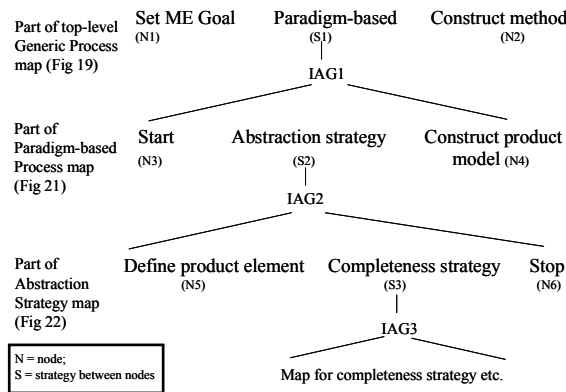 Part of top-level
Generic Process
map (Fig 19)
Set ME Goal
(N1)
Paradigm-based
(S1)
Construct method
(N2)
IAG1
Part of
Paradigm-based
Process map
(Fig 21)
Start
(N3)
Abstraction strategy
(S2)
Construct product
model (N4)
IAG2
Part of
Abstraction
Strategy map
(Fig 22)
Define product element
(N5)
Completeness strategy
(S3)
Stop
(N6)
IAG3
N = node;
S = strategy between nodes
Map for completeness strategy etc.